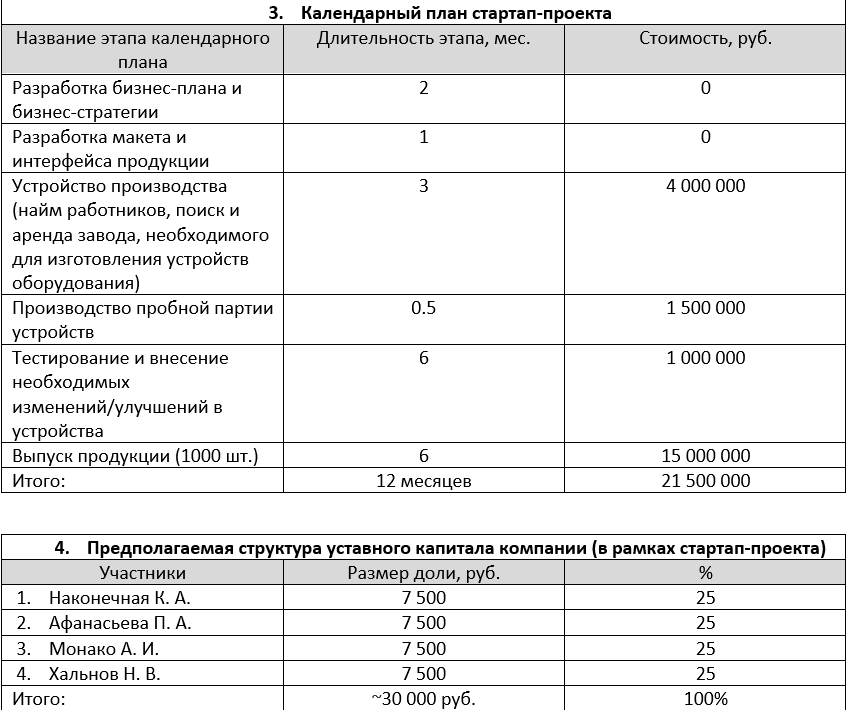 3. Календарный план стартап-проекта
Название этапа календарного плана Длительность этапа, мес. Стоимость, руб.
Разработка бизнес-плана и бизнес-стратегии 2 0
Разработка макета и интерфейса продукции 1 0
Устройство производства (найм работников, поиск и аренда завода, необходимого для изготовления устройств оборудования) 3 4 000 000
Производство пробной партии устройств 0.5 1 500 000
Тестирование и внесение необходимых изменений/улучшений в устройства 6 1 000 000
Выпуск продукции (1000 шт.) 6 15 000 000
Итого: 12 месяцев 21 500 000
4. Предполагаемая структура уставного капитала компании (в рамках стартап-проекта)
Участники Размер доли, руб. %
1. Наконечная К. А. 7 500 25
2. Афанасьева П. А. 7 500 25
3. Монако А. И. 7 500 25
4. Хальнов Н. В. 7 500 25
Итого: ~30 000 руб. 100%